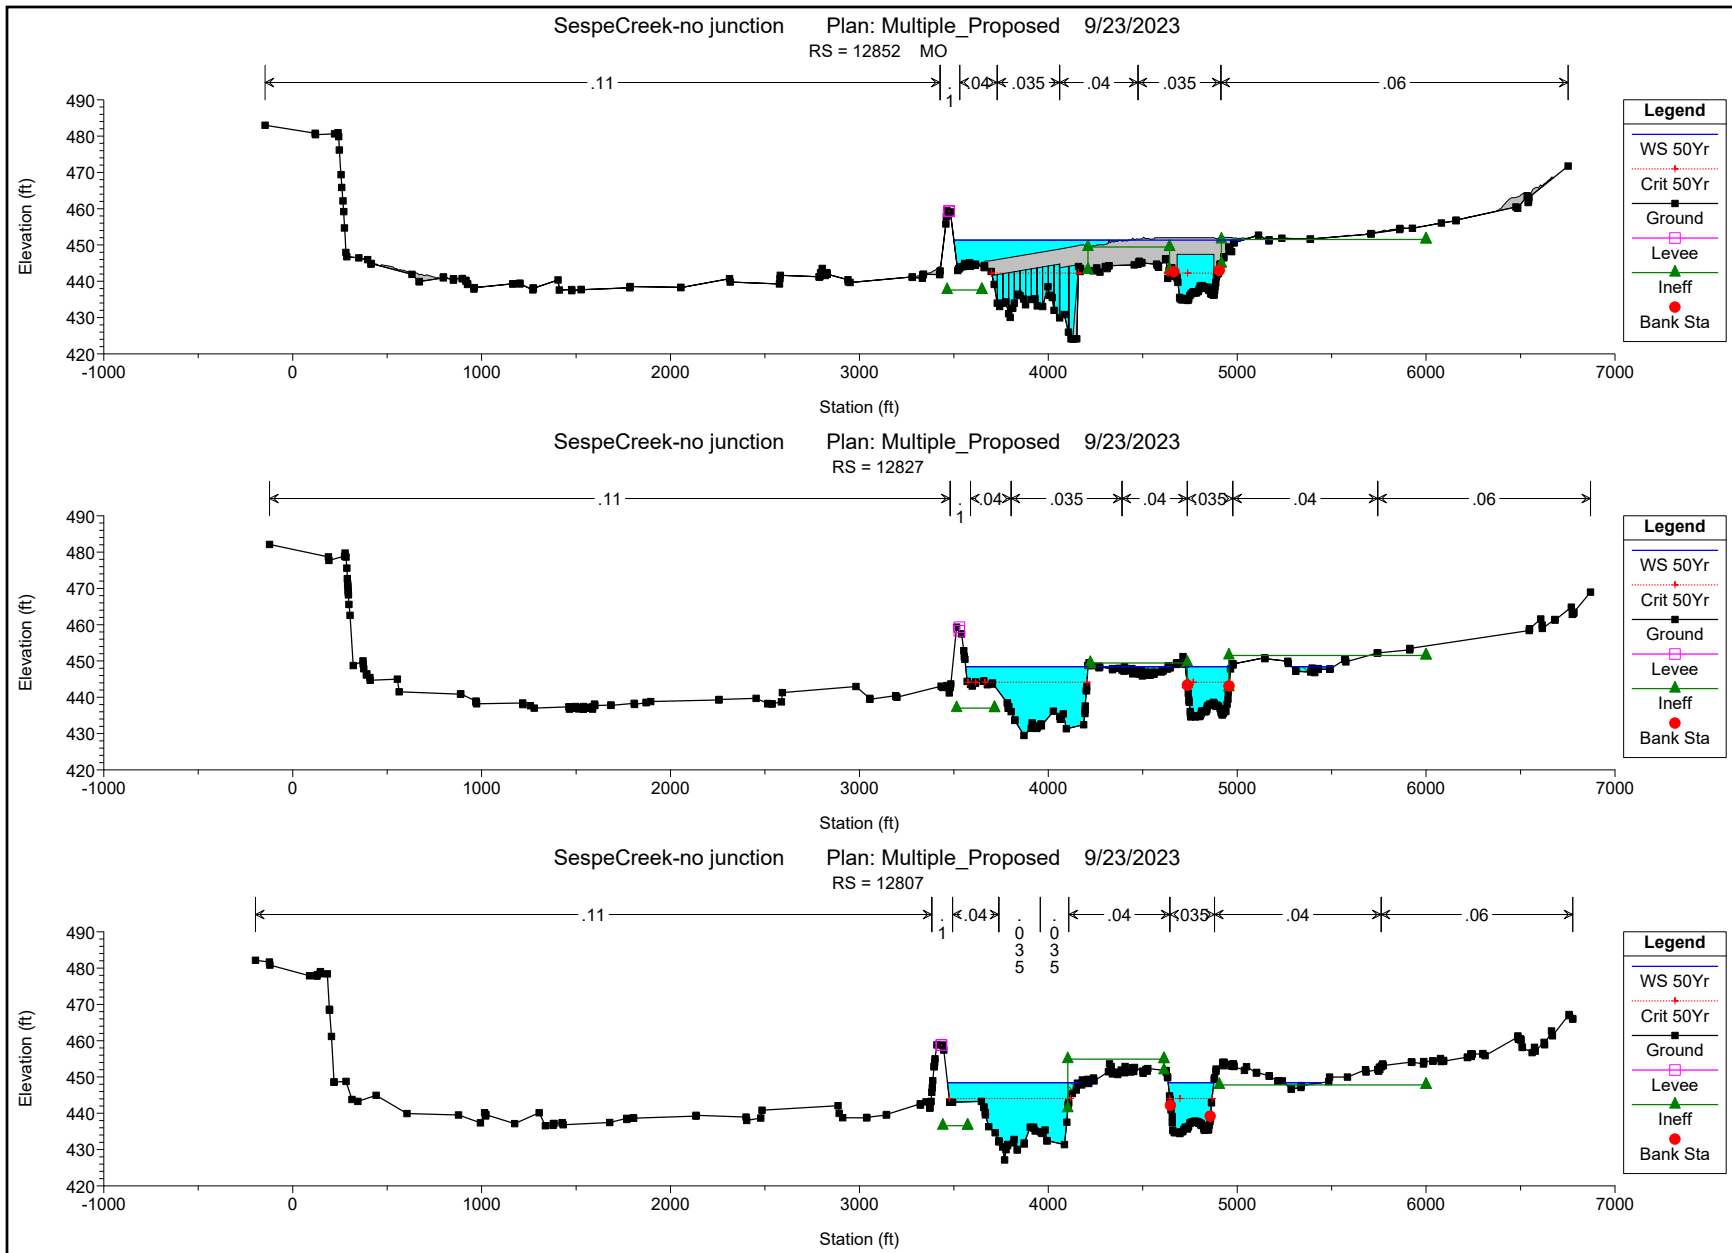 SespeCreek-no junction Plan: Multiple_Proposed 9/23/2023
RS = 12852 MO
.11 .1 .04 .035 .04 .035 .06
490
480
470
460
450
440
430
420
Elevation (ft)
-1000 0 1000 2000 3000 4000 5000 6000 7000
Station (ft)
Legend
WS 50Yr
Crit 50Yr
Ground
Levee
Ineff
Bank Sta
SespeCreek-no junction Plan: Multiple_Proposed 9/23/2023
RS = 12827
.11 .1 .04 .035 .04 .035 .04 .06
490
480
470
460
450
440
430
420
Elevation (ft)
-1000 0 1000 2000 3000 4000 5000 6000 7000
Station (ft)
Legend
WS 50Yr
Crit 50Yr
Ground
Levee
Ineff
Bank Sta
SespeCreek-no junction Plan: Multiple_Proposed 9/23/2023
RS = 12807
.11 .1 .04 .035 .035 .04 .035 .04 .06
490
480
470
460
450
440
430
420
Elevation (ft)
-1000 0 1000 2000 3000 4000 5000 6000 7000
Station (ft)
Legend
WS 50Yr
Crit 50Yr
Ground
Levee
Ineff
Bank Sta